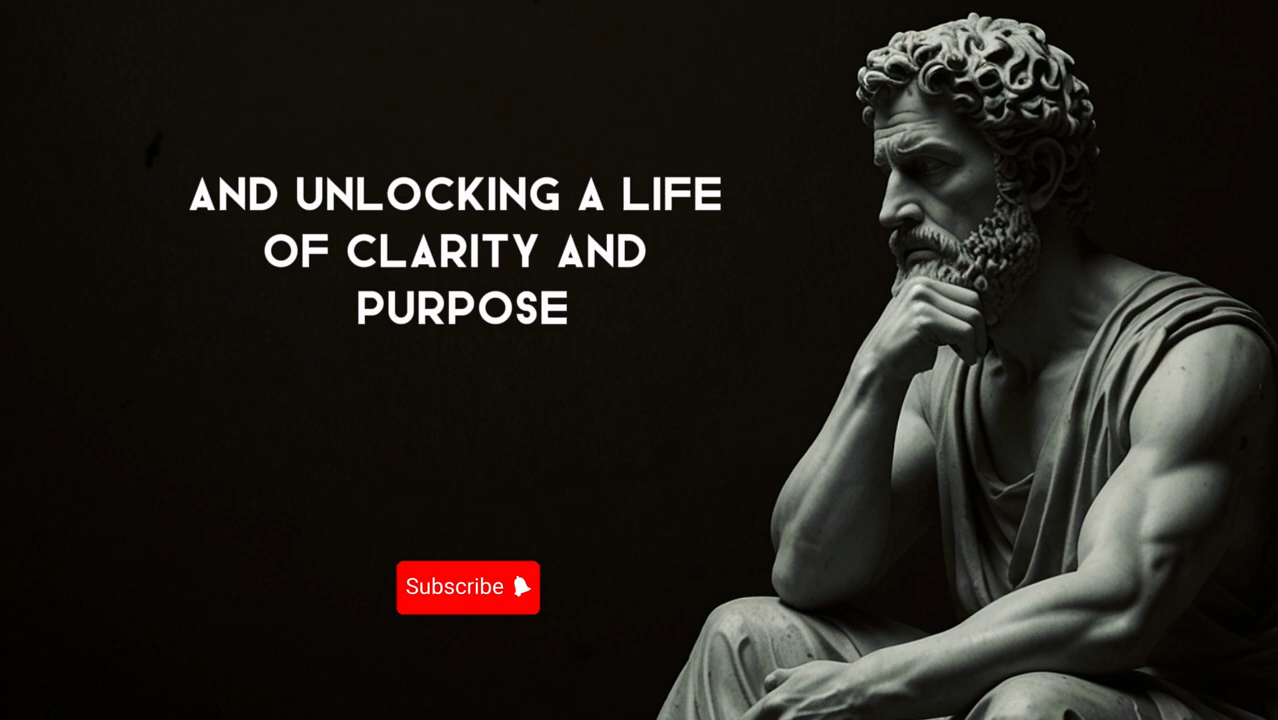 AND UNLOCKING A LIFE
OF CLARITY AND
PURPOSE
Subscribe